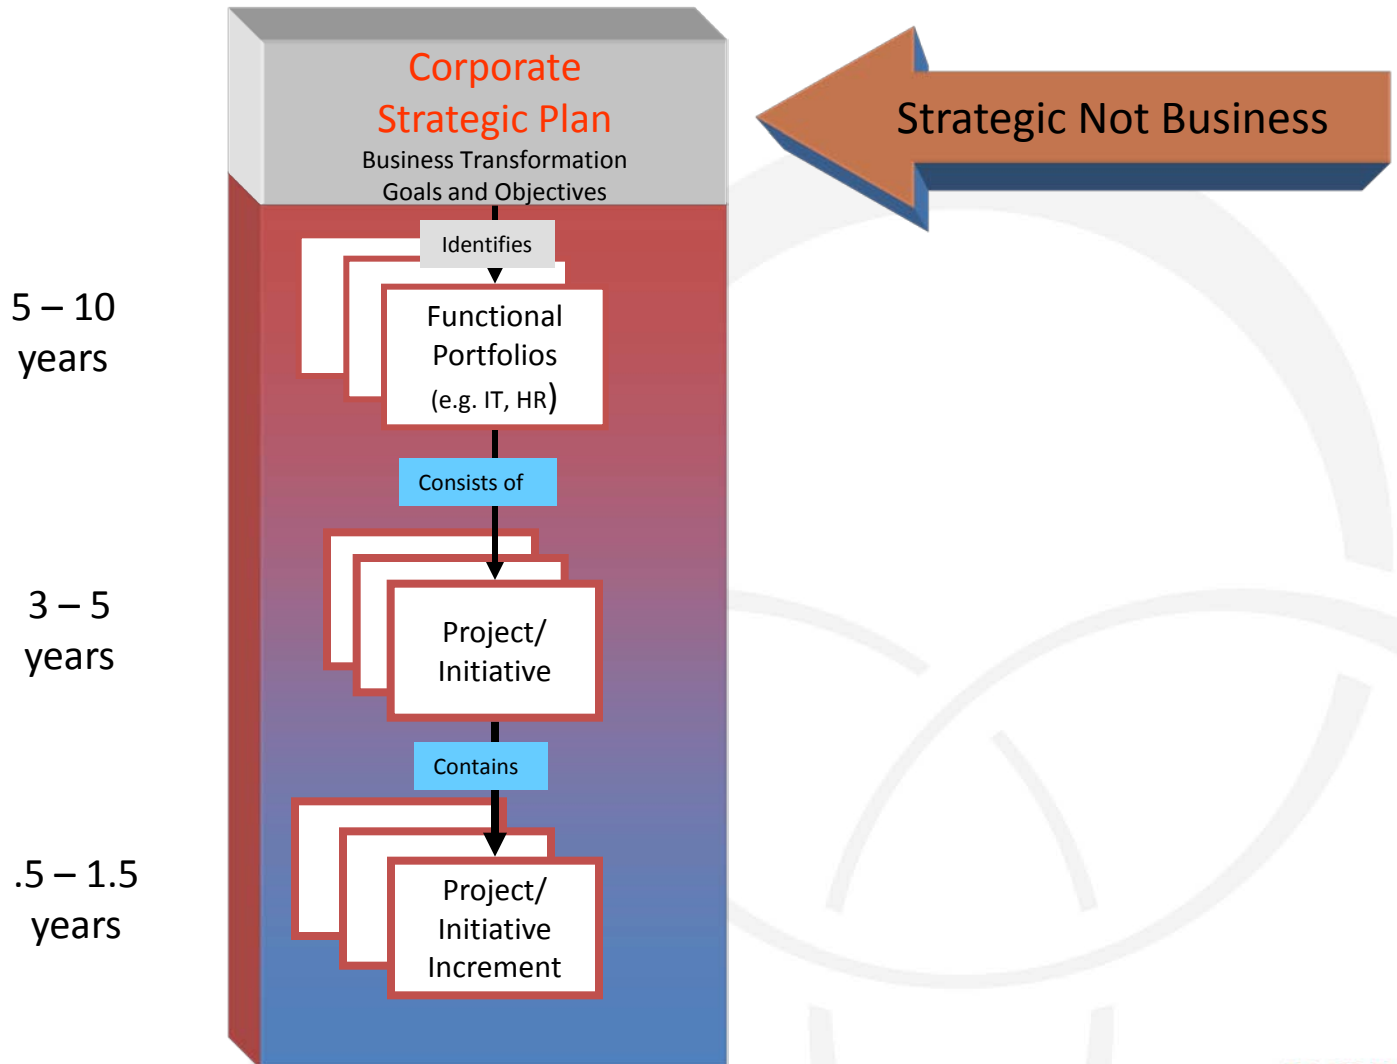 Corporate
Strategic Plan
Business Transformation
Goals and Objectives
Strategic Not Business
Identifies
5 – 10
years
Functional
Portfolios
(e.g. IT, HR)
Consists of
3 – 5
years
Project/
Initiative
Contains
.5 – 1.5
years
Project/
Initiative
Increment